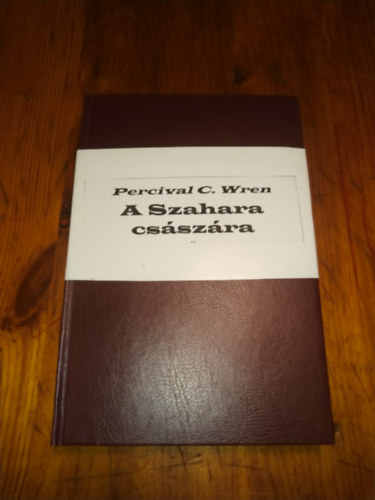 Percival C. Wren
A Szahara
császára